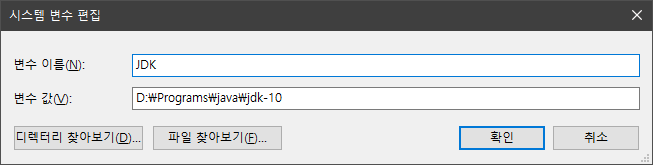 시스템 변수 편집
변수 이름(N):
JDK
변수 값(V):
D:₩Programs₩java₩jdk-10
디렉터리 찾아보기(D)...
파일 찾아보기(F)...
확인
취소